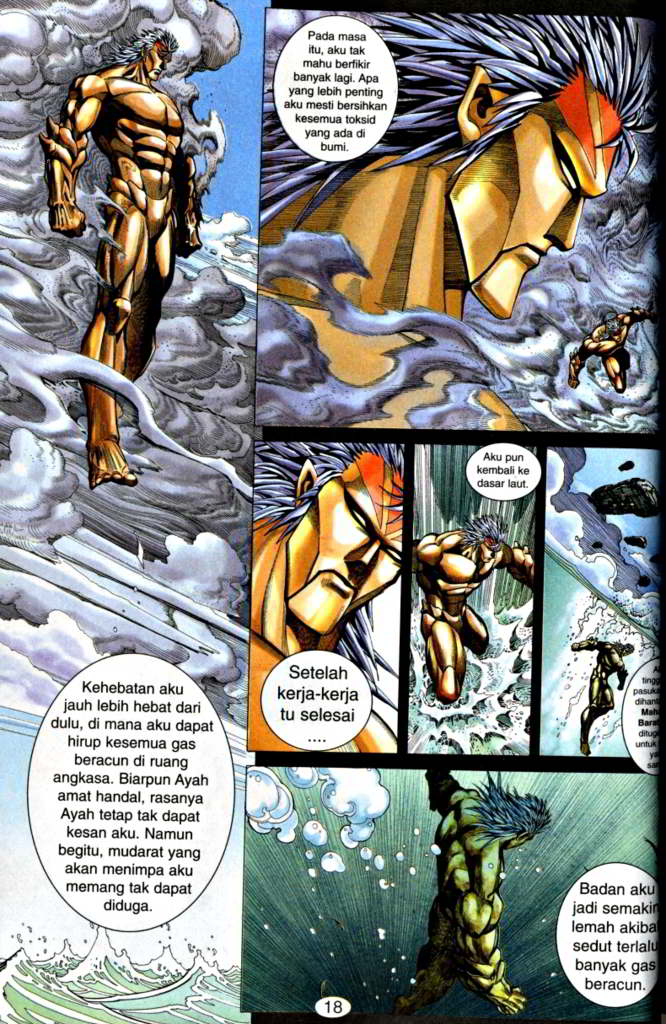 Pada masa
itu, aku tak
mahu berfikir
banyak lagi. Apa
yang lebih penting
aku mesti bersihkan
kesemua toksid
yang ada di
bumi.
Kehebatan aku
jauh lebih hebat dari
dulu, di mana aku dapat
hirup kesemua gas
beracun di ruang
angkasa. Biarpun Ayah
amat handal, rasanya
Ayah tetap tak dapat
kesan aku. Namun
begitu, mudarat yang
akan menimpa aku
memang tak dapat
diduga.
Setelah
kerja-kerja
tu selesai
....
Aku pun
kembali ke
dasar laut.
Badan aku
jadi semakin
lemah akiba
sedut terlalu
banyak gas
beracun.
18